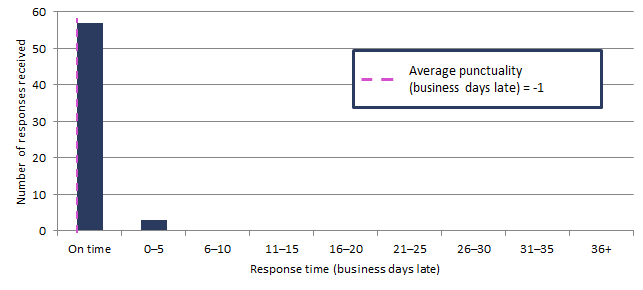 Number of responses received
60
50
40
30
20
10
0
Average punctuality
(business days late) = -1
On time 0–5 6–10 11–15 16–20 21–25 26–30 31–35 36+
Response time (business days late)